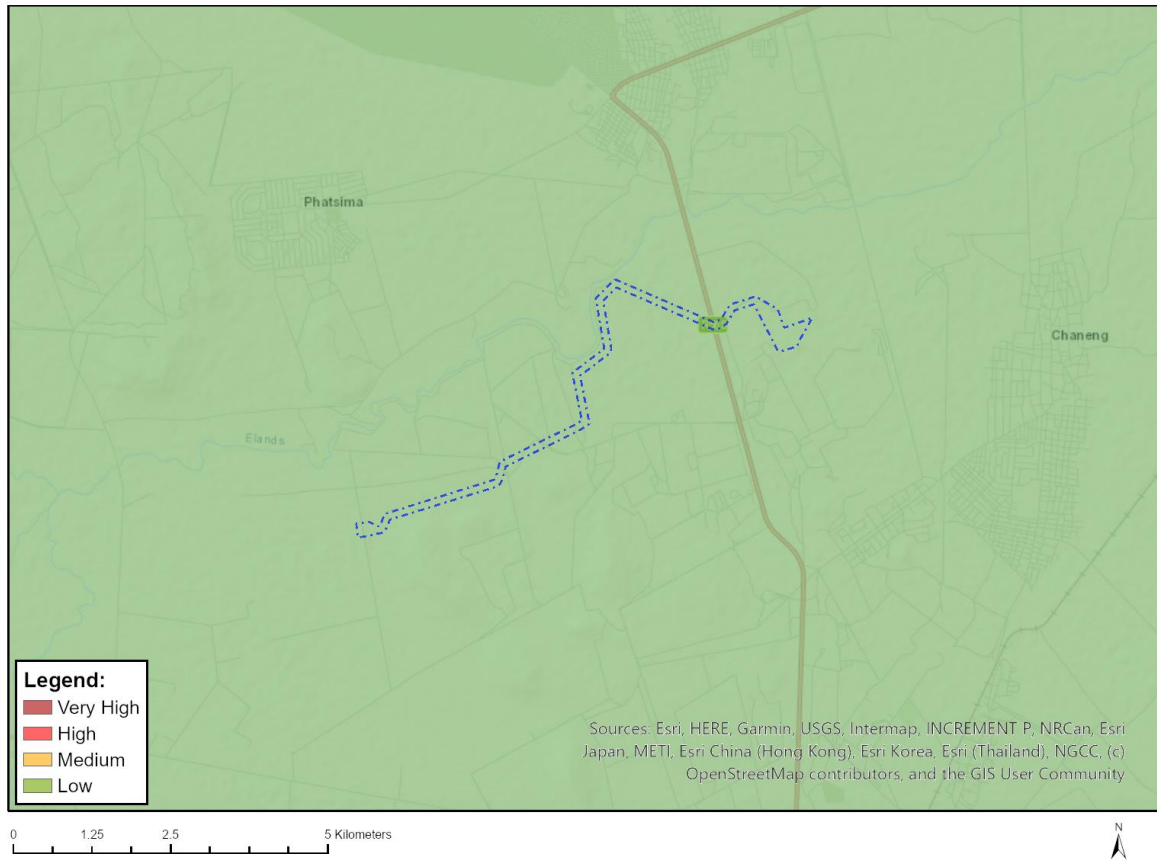 Phatsima
Chaneng
Elands
Legend:
Very High
High
Medium
Low
Sources: Esri, HERE, Garmin, USGS, Intermap, INCREMENT P, NRCan, Esri
Japan, METI, Esri China (Hong Kong), Esri Korea, Esri (Thailand), NGCC, (c)
OpenStreetMap contributors, and the GIS User Community
0 1.25 2.5 5 Kilometers
N